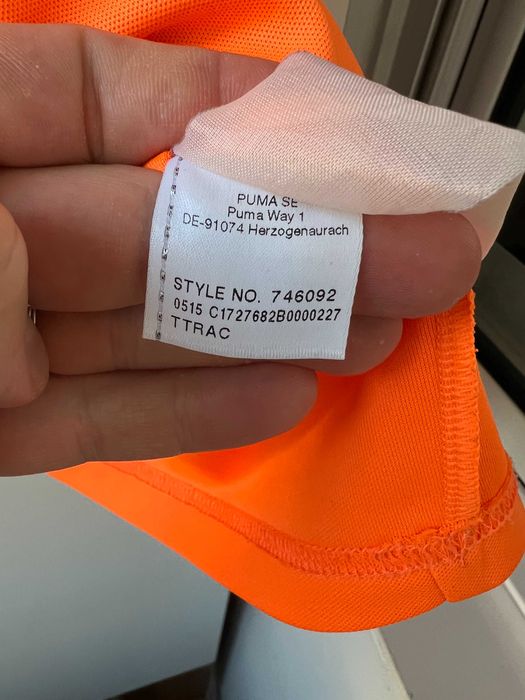 PUMA SE
Puma Way 1
DE-91074 Herzogenaurach
STYLE NO. 746092
0515 C1727682B0000227
TTRAC